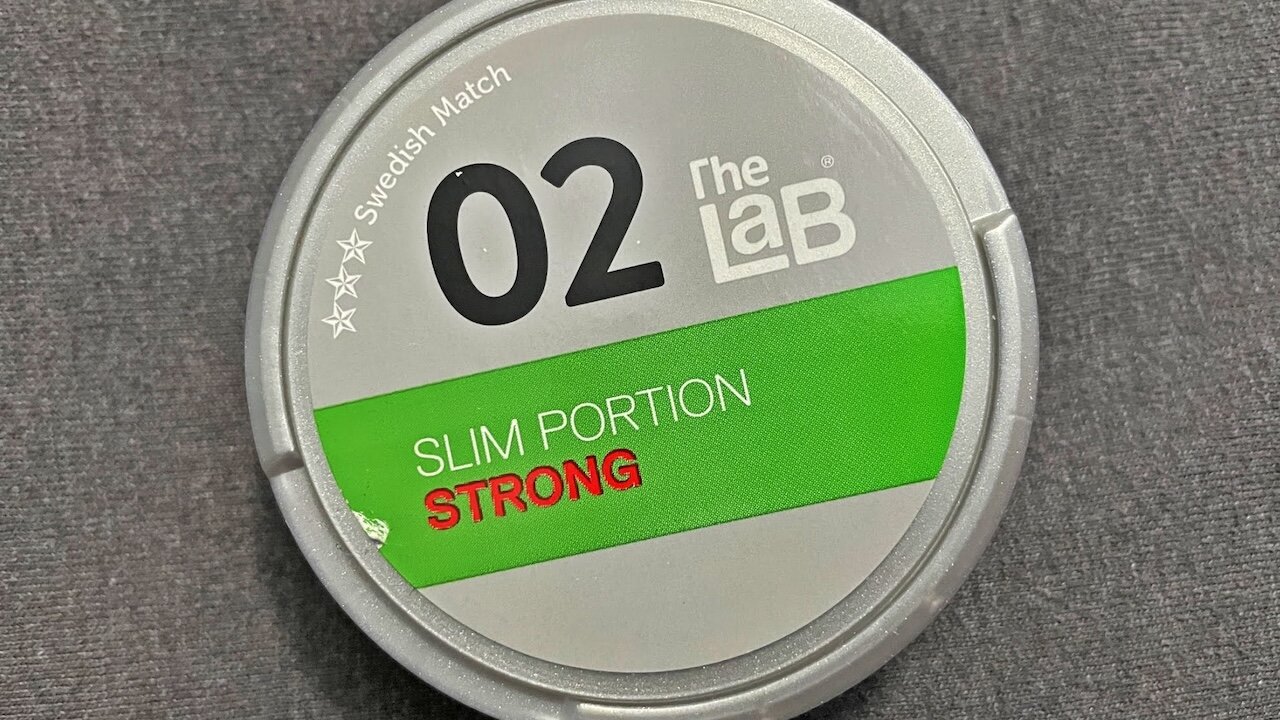 Swedish Match
02
The
LaB®
SLIM PORTION
STRONG